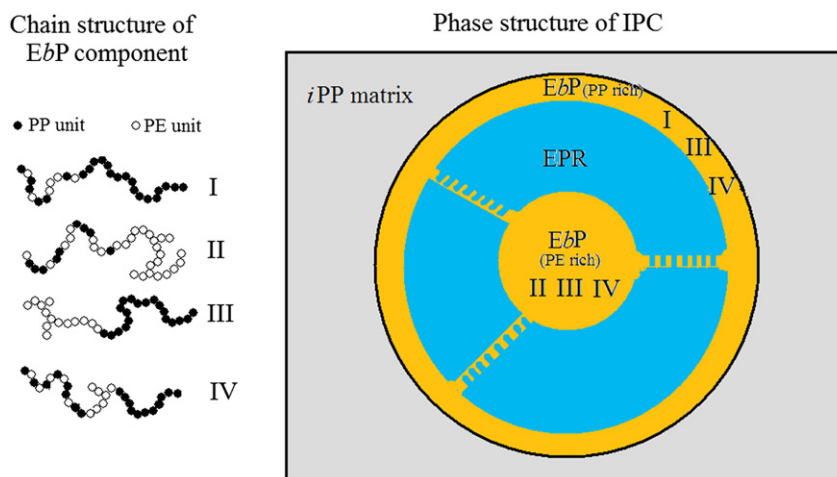 Chain structure of
EbP component
PP unit
PE unit
I
II
III
IV
Phase structure of IPC
iPP matrix
EbP (PP rich)
I
III
IV
EPR
EbP
(PE rich)
II III IV